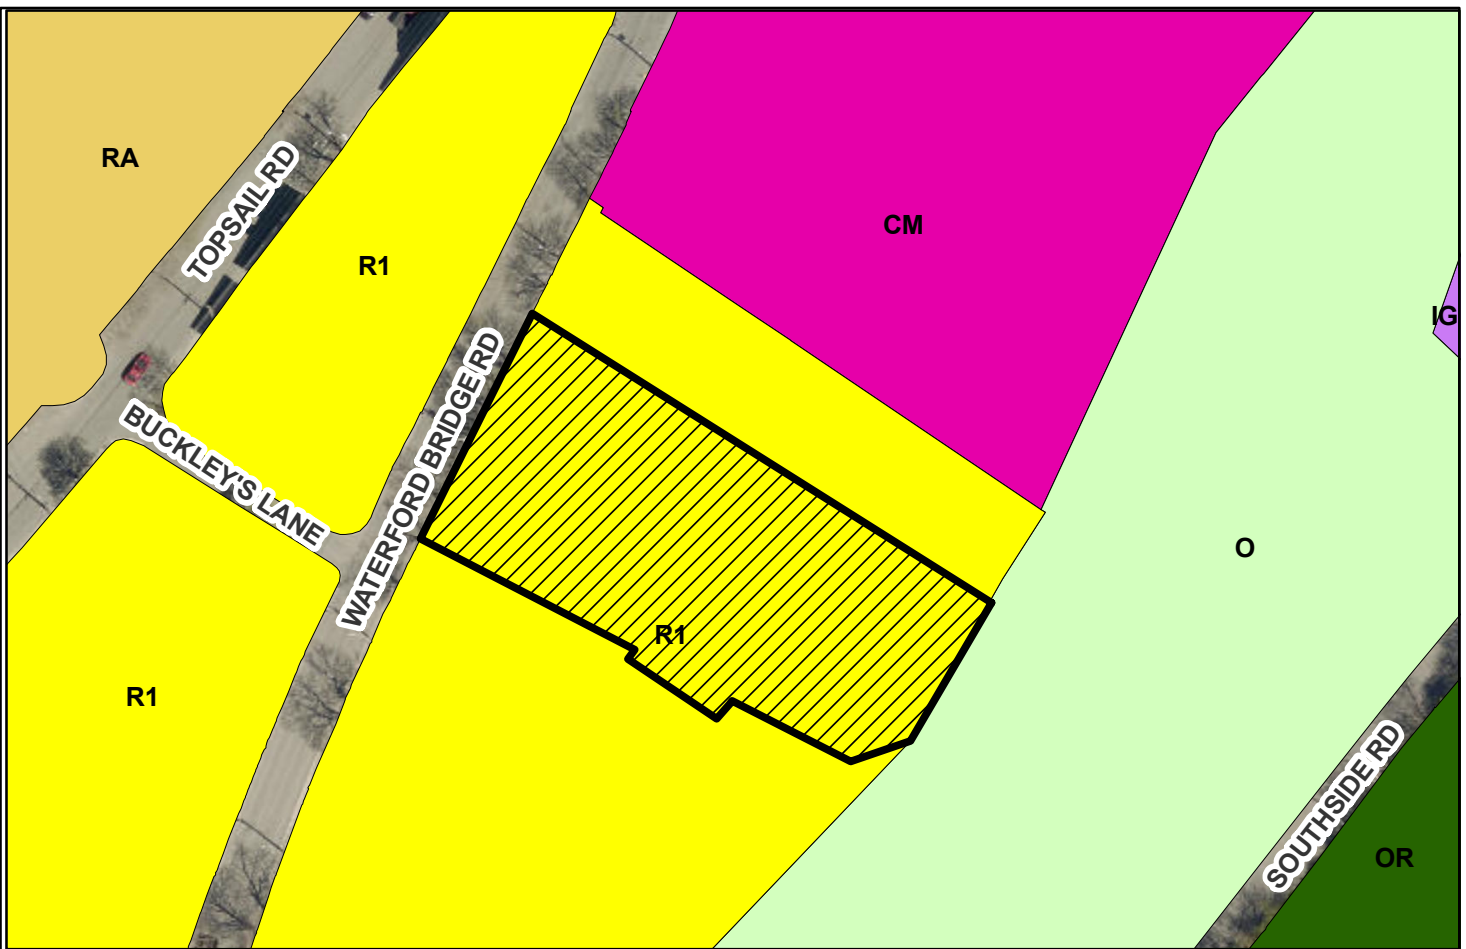 RA
TOPSAIL RD
R1
CM
IG
BUCKLEY'S LANE
WATERFORD BRIDGE RD
O
R1
R1
SOUTHSIDE RD
OR